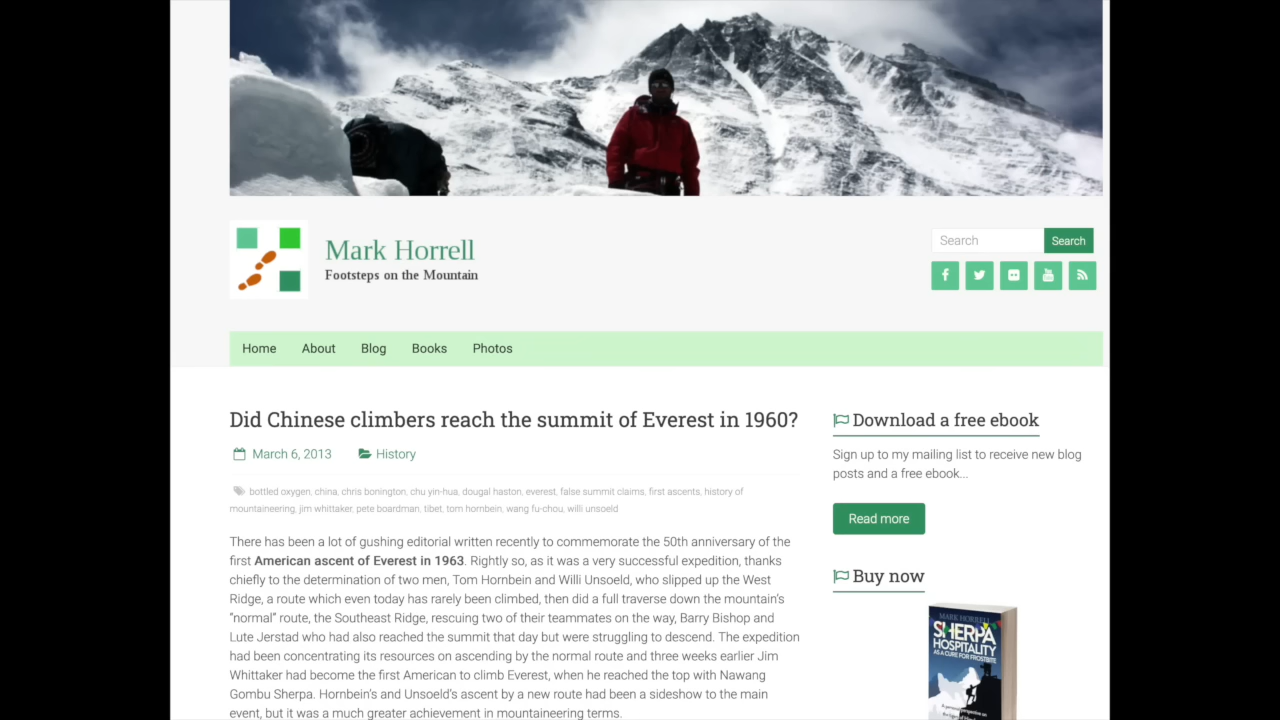 Mark Horrell
Footsteps on the Mountain
Search
Search
Home About Blog Books Photos
Did Chinese climbers reach the summit of Everest in 1960?
March 6, 2013 History
bottled oxygen, china, chris bonington, chu yin-hua, dougal haston, everest, false summit claims, first ascents, history of
mountaineering, jim whittaker, pete boardman, tibet, tom hornbein, wang fu-chou, willi unsoeld
There has been a lot of gushing editorial written recently to commemorate the 50th anniversary of the
first American ascent of Everest in 1963. Rightly so, as it was a very successful expedition, thanks
chiefly to the determination of two men, Tom Hornbein and Willi Unsoeld, who slipped up the West
Ridge, a route which even today has rarely been climbed, then did a full traverse down the mountain's
"normal" route, the Southeast Ridge, rescuing two of their teammates on the way, Barry Bishop and
Lute Jerstad who had also reached the summit that day but were struggling to descend. The expedition
had been concentrating its resources on ascending by the normal route and three weeks earlier Jim
Whittaker had become the first American to climb Everest, when he reached the top with Nawang
Gombu Sherpa. Hornbein's and Unsoeld's ascent by a new route had been a sideshow to the main
event, but it was a much greater achievement in mountaineering terms.
Download a free ebook
Sign up to my mailing list to receive new blog
posts and a free ebook...
Read more
Buy now
MARK HORRELL
SHERPA
HOSPITALITY
AS A CURE FOR FROSTBITE